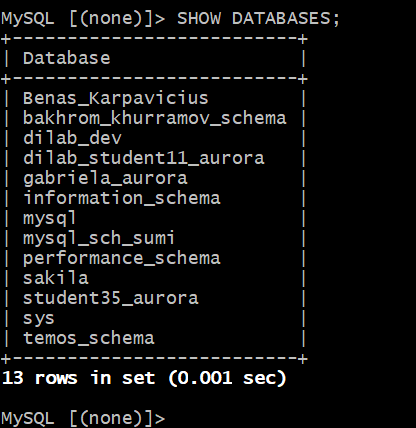 MySQL [(none)]> SHOW DATABASES;
+---------------------------+
| Database                  |
+---------------------------+
| Benas_Karpavicius         |
| bakhrom_khurramov_schema  |
| dilab_dev                 |
| dilab_student11_aurora    |
| gabriela_aurora           |
| information_schema        |
| mysql                     |
| mysql_sch_sumi            |
| performance_schema        |
| sakila                    |
| student35_aurora          |
| sys                       |
| temos_schema              |
+---------------------------+
13 rows in set (0.001 sec)

MySQL [(none)]>